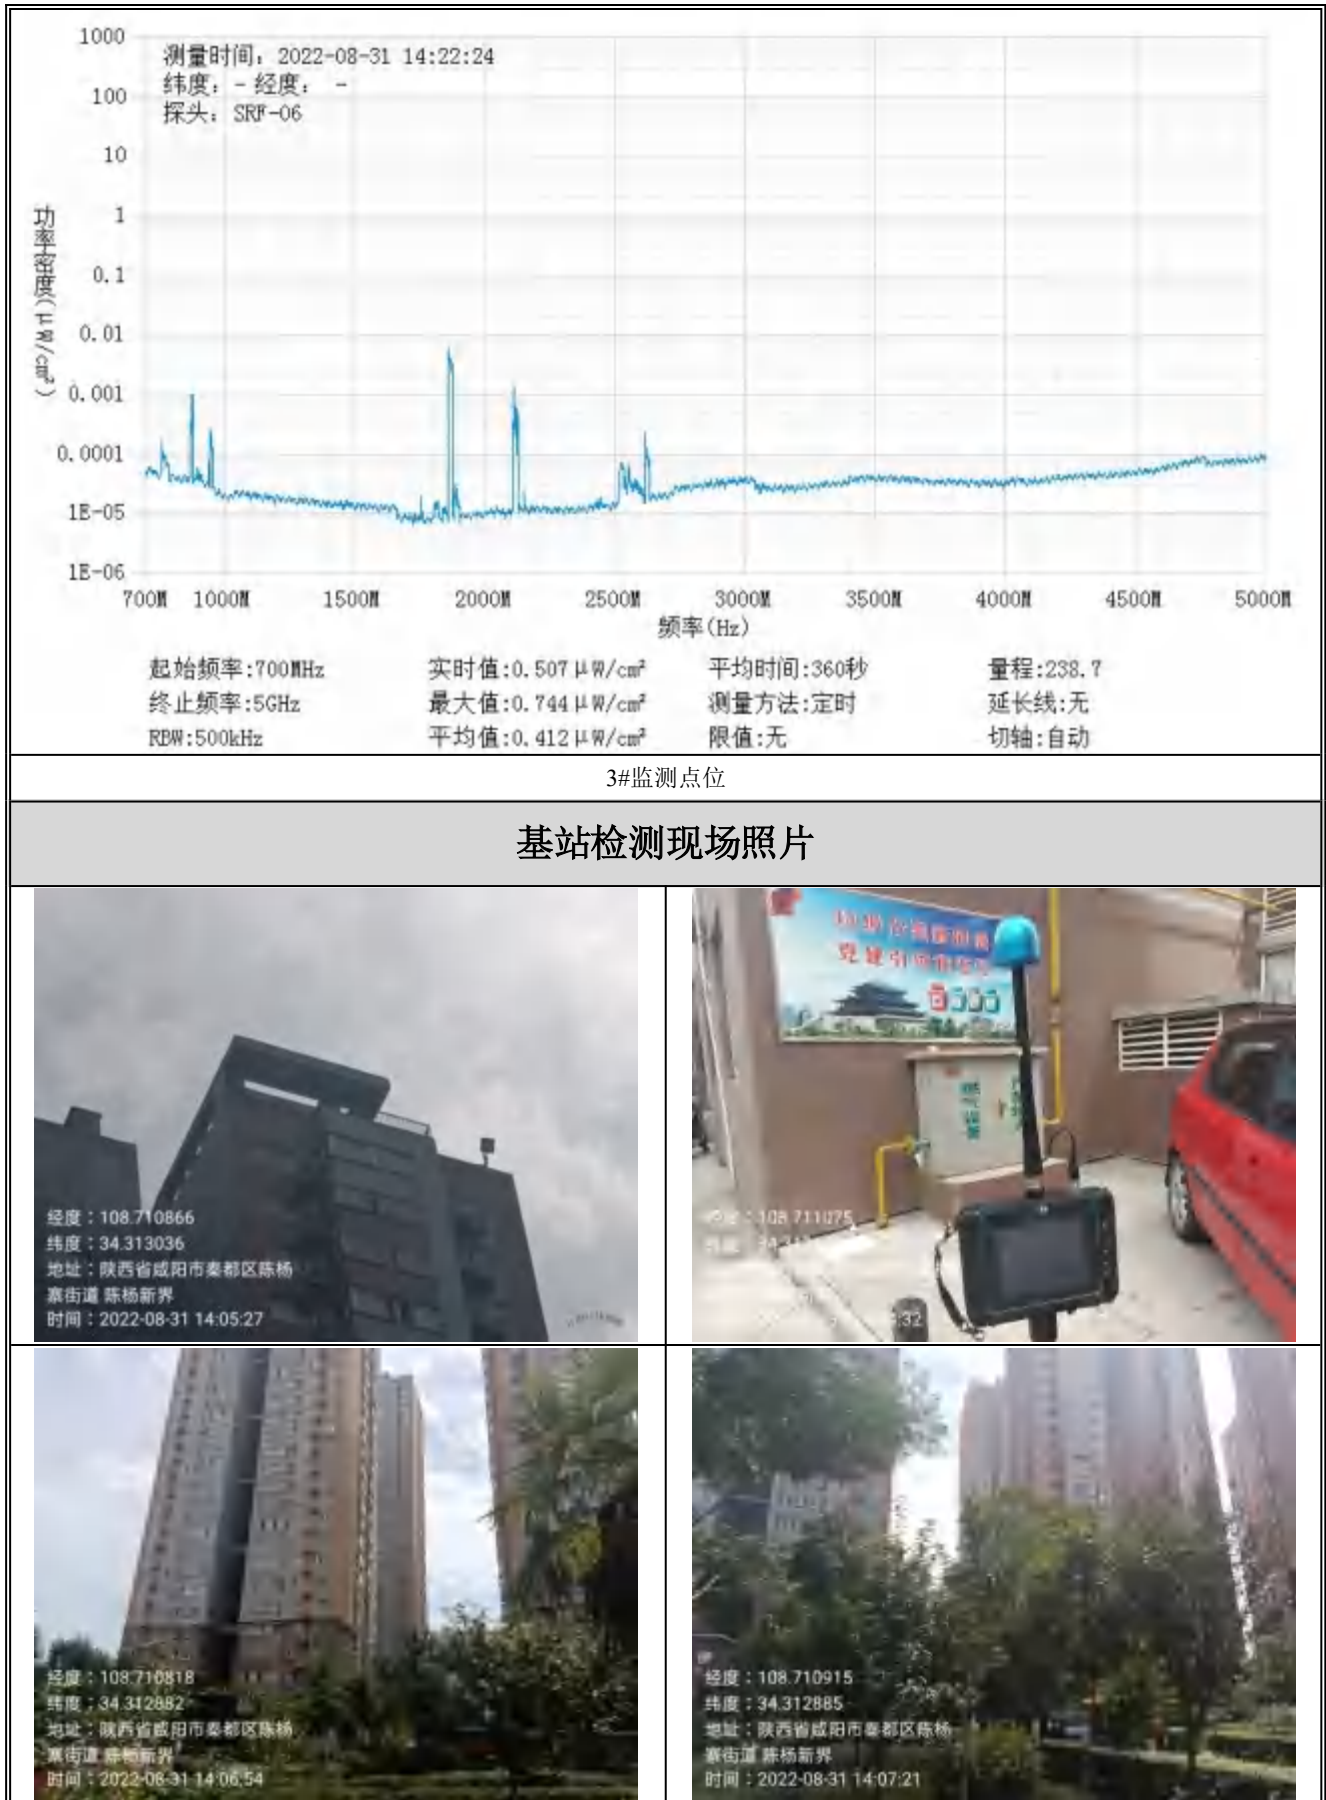 1000
测量时间：2022-08-31 14:22:24
纬度：- 经度： -
100
探头：SRF-06
10
1
0.1
0.01
0.001
0.0001
1E-05
1E-06
功率密度(μW/cm²)
700M 1000M 1500M 2000M 2500M 3000M 3500M 4000M 4500M 5000M
频率(Hz)
起始频率:700MHz 实时值:0.507μW/cm² 平均时间:360秒 量程:238.7
终止频率:5GHz 最大值:0.744μW/cm² 测量方法:定时 延长线:无
RBW:500kHz 平均值:0.412μW/cm² 限值:无 切轴:自动
3#监测点位
基站检测现场照片
经度：108.710866
纬度：34.313036
地址：陕西省咸阳市秦都区陈杨
寨街道 陈杨新界
时间：2022-08-31 14:05:27
党建引
燃气设备
108.711075
:32
经度：108.710818
纬度：34.312882
地址：陕西省咸阳市秦都区陈杨
寨街道 陈杨新界
时间：2022-08-31 14:06:54
经度：108.710915
纬度：34.312885
地址：陕西省咸阳市秦都区陈杨
寨街道 陈杨新界
时间：2022-08-31 14:07:21